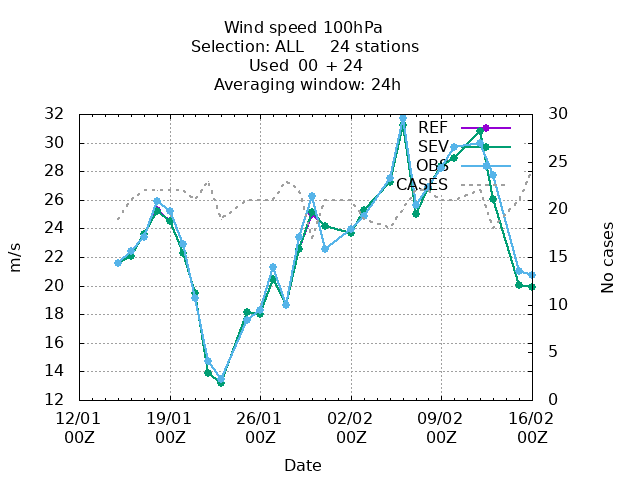 Wind speed 100hPa
Selection: ALL     24 stations
Used  00  + 24
Averaging window: 24h
32
30
28
26
24
22
20
18
16
14
12
m/s
30
25
20
15
10
5
0
No cases
REF
SEV
OBS
CASES
12/01 19/01 26/01 02/02 09/02 16/02
00Z 00Z 00Z 00Z 00Z 00Z
Date